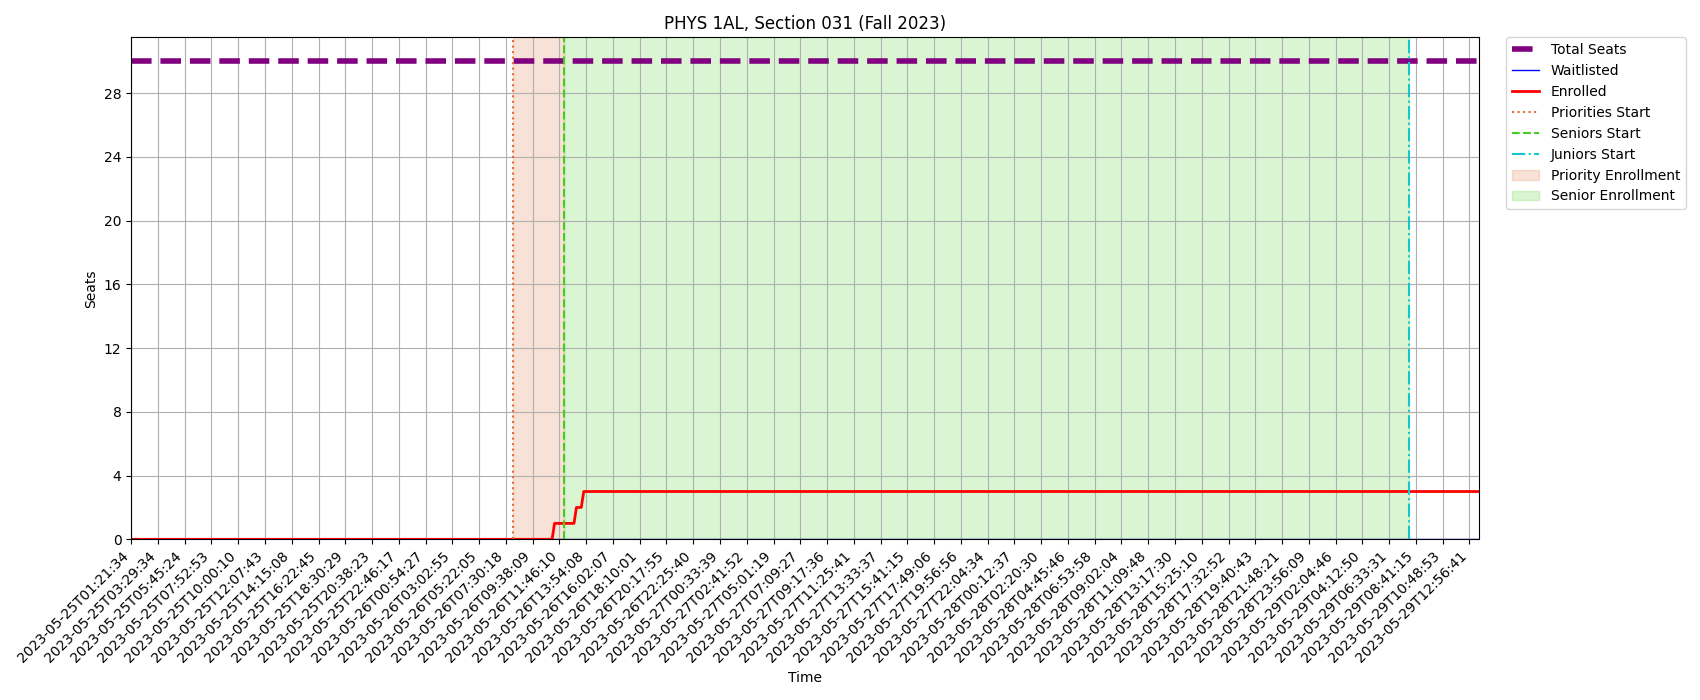 PHYS 1AL, Section 031 (Fall 2023)
Total Seats
Waitlisted
Enrolled
Priorities Start
Seniors Start
Juniors Start
Priority Enrollment
Senior Enrollment
Seats
28
24
20
16
12
8
4
0
2023-05-25T01:21:34
2023-05-25T03:29:34
2023-05-25T05:45:24
2023-05-25T07:52:53
2023-05-25T10:00:10
2023-05-25T12:07:43
2023-05-25T14:15:08
2023-05-25T16:22:45
2023-05-25T18:30:29
2023-05-25T20:38:23
2023-05-25T22:46:17
2023-05-26T00:54:27
2023-05-26T03:02:55
2023-05-26T05:22:05
2023-05-26T07:30:18
2023-05-26T09:38:09
2023-05-26T11:46:10
2023-05-26T13:54:08
2023-05-26T16:02:07
2023-05-26T18:10:01
2023-05-26T20:17:55
2023-05-26T22:25:40
2023-05-27T00:33:39
2023-05-27T02:41:52
2023-05-27T05:01:19
2023-05-27T07:09:27
2023-05-27T09:17:36
2023-05-27T11:25:41
2023-05-27T13:33:37
2023-05-27T15:41:15
2023-05-27T17:49:06
2023-05-27T19:56:56
2023-05-27T22:04:34
2023-05-28T00:12:37
2023-05-28T02:20:30
2023-05-28T04:45:46
2023-05-28T06:53:58
2023-05-28T09:02:04
2023-05-28T11:09:48
2023-05-28T13:17:30
2023-05-28T15:25:10
2023-05-28T17:32:52
2023-05-28T19:40:43
2023-05-28T21:48:21
2023-05-28T23:56:09
2023-05-29T02:04:46
2023-05-29T04:12:50
2023-05-29T06:33:31
2023-05-29T08:41:15
2023-05-29T10:48:53
2023-05-29T12:56:41
Time